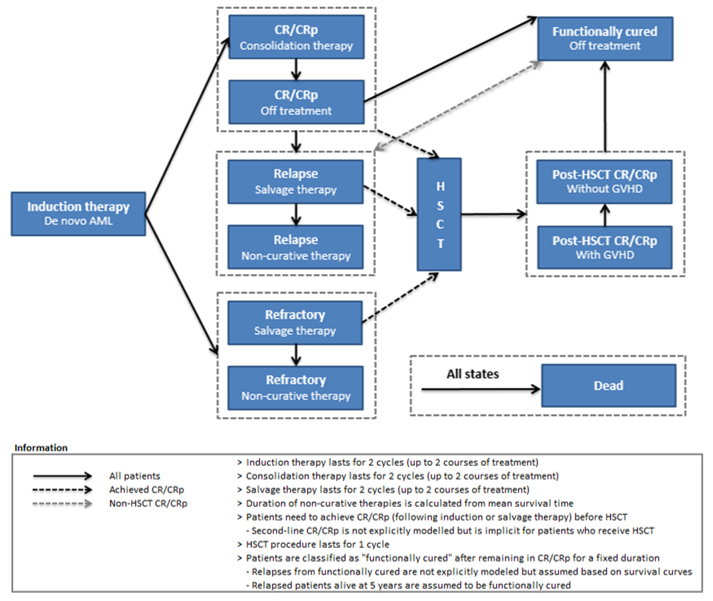 CR/CRp
Consolidation therapy
Functionally cured
Off treatment
CR/CRp
Off treatment
Relapse
Salvage therapy
H
S
C
T
Post-HSCT CR/CRp
Without GVHD
Induction therapy
De novo AML
Relapse
Non-curative therapy
Post-HSCT CR/CRp
With GVHD
Refractory
Salvage therapy
Refractory
Non-curative therapy
All states
Dead
Information
All patients
Achieved CR/CRp
Non-HSCT CR/CRp
> Induction therapy lasts for 2 cycles (up to 2 courses of treatment)
> Consolidation therapy lasts for 2 cycles (up to 2 courses of treatment)
> Salvage therapy lasts for 2 cycles (up to 2 courses of treatment)
> Duration of non-curative therapies is calculated from mean survival time
> Patients need to achieve CR/CRp (following induction or salvage therapy) before HSCT
- Second-line CR/CRp is not explicitly modelled but is implicit for patients who receive HSCT
> HSCT procedure lasts for 1 cycle
> Patients are classified as "functionally cured" after remaining in CR/CRp for a fixed duration
- Relapses from functionally cured are not explicitly modeled but assumed based on survival curves
- Relapsed patients alive at 5 years are assumed to be functionally cured